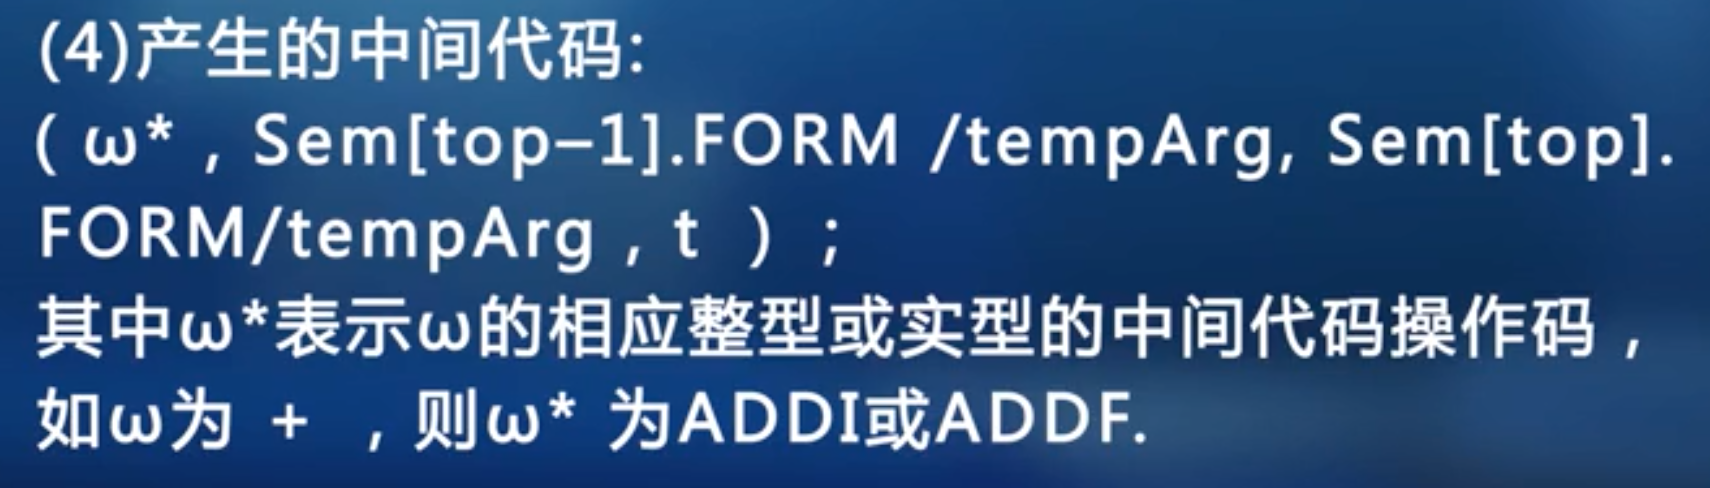 (4)产生的中间代码:
( ω* , Sem[top–1].FORM /tempArg, Sem[top].
FORM/tempArg , t ) ;
其中ω*表示ω的相应整型或实型的中间代码操作码，
如ω为 + ，则ω* 为ADDI或ADDF.